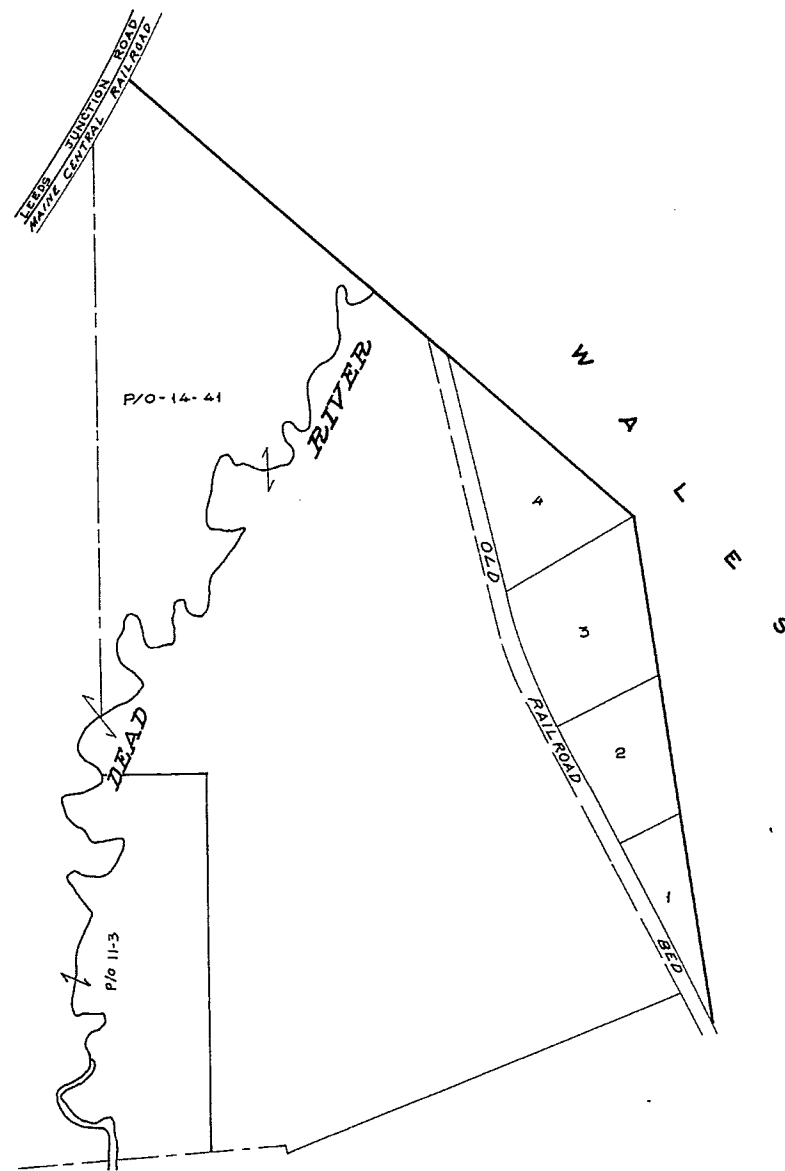 LEEDS JUNCTION ROAD
MAINE CENTRAL RAILROAD
P/O-14-41
DEAD RIVER
WALES
4
OLD RAILROAD BED
3
2
1
P/O 11-3